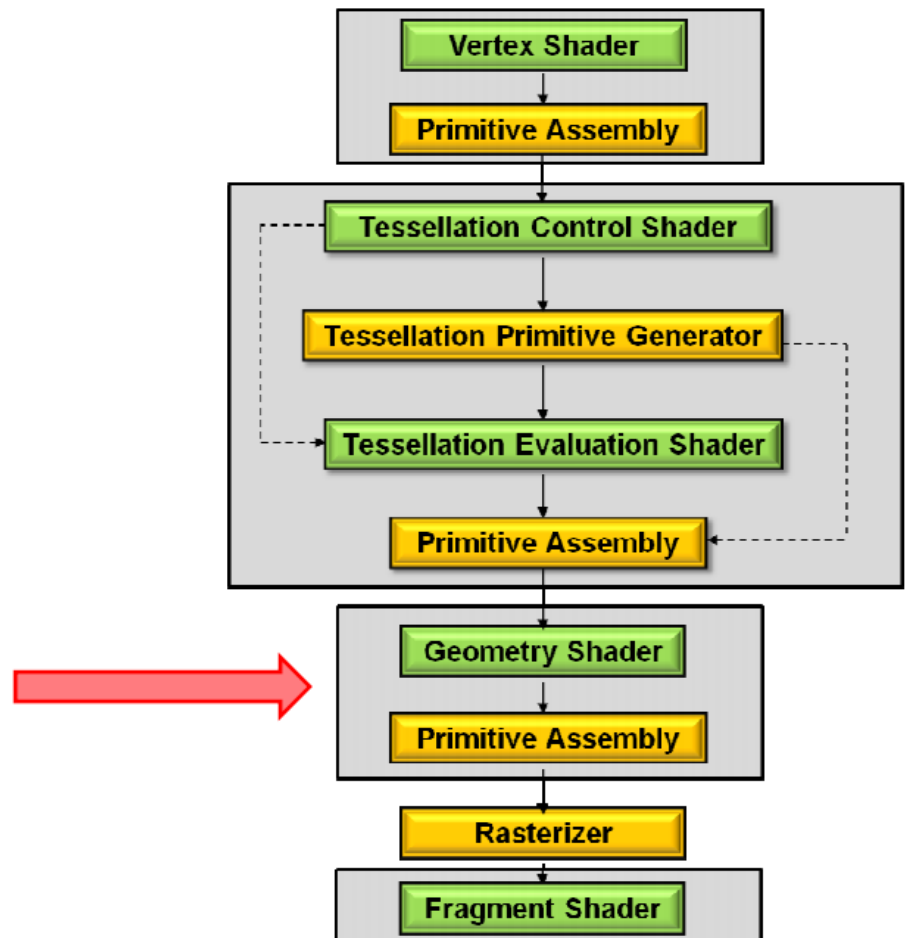 Vertex Shader
Primitive Assembly
Tessellation Control Shader
Tessellation Primitive Generator
Tessellation Evaluation Shader
Primitive Assembly
Geometry Shader
Primitive Assembly
Rasterizer
Fragment Shader